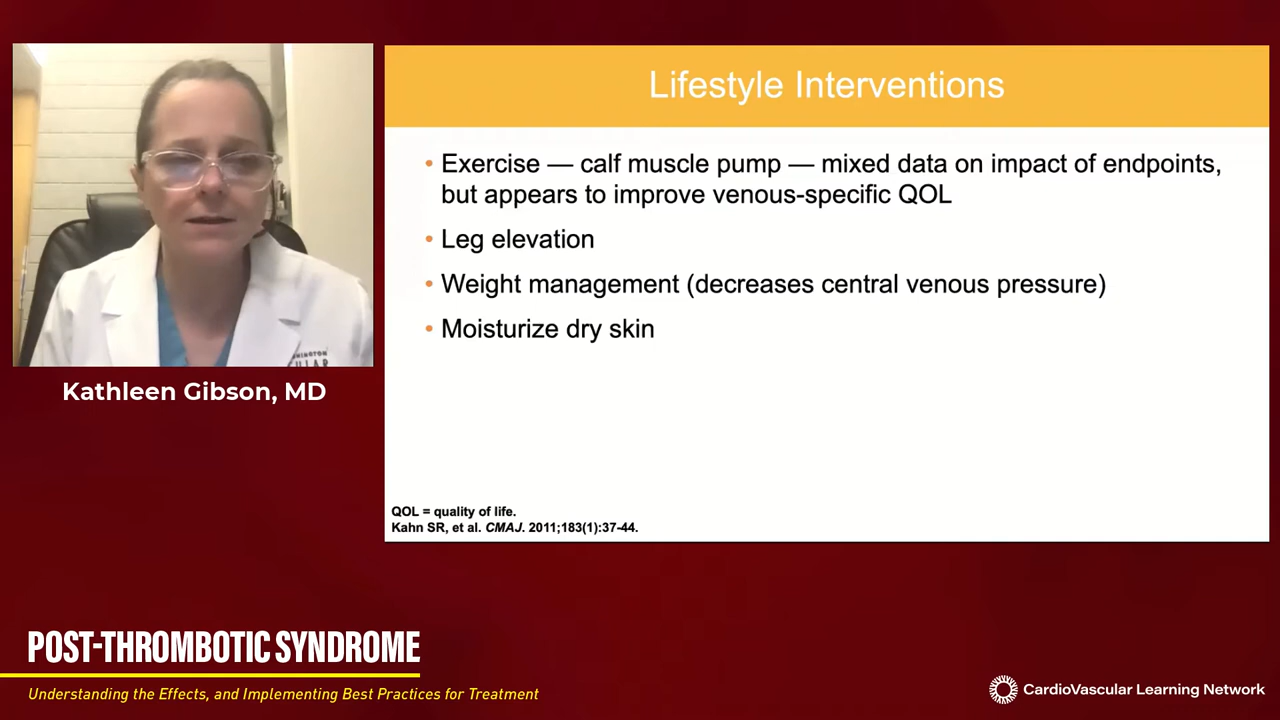 Lifestyle Interventions
• Exercise — calf muscle pump — mixed data on impact of endpoints,
but appears to improve venous-specific QOL
• Leg elevation
• Weight management (decreases central venous pressure)
• Moisturize dry skin
QOL = quality of life.
Kahn SR, et al. CMAJ. 2011;183(1):37-44.
Kathleen Gibson, MD
POST-THROMBOTIC SYNDROME
Understanding the Effects, and Implementing Best Practices for Treatment
CardioVascular Learning Network